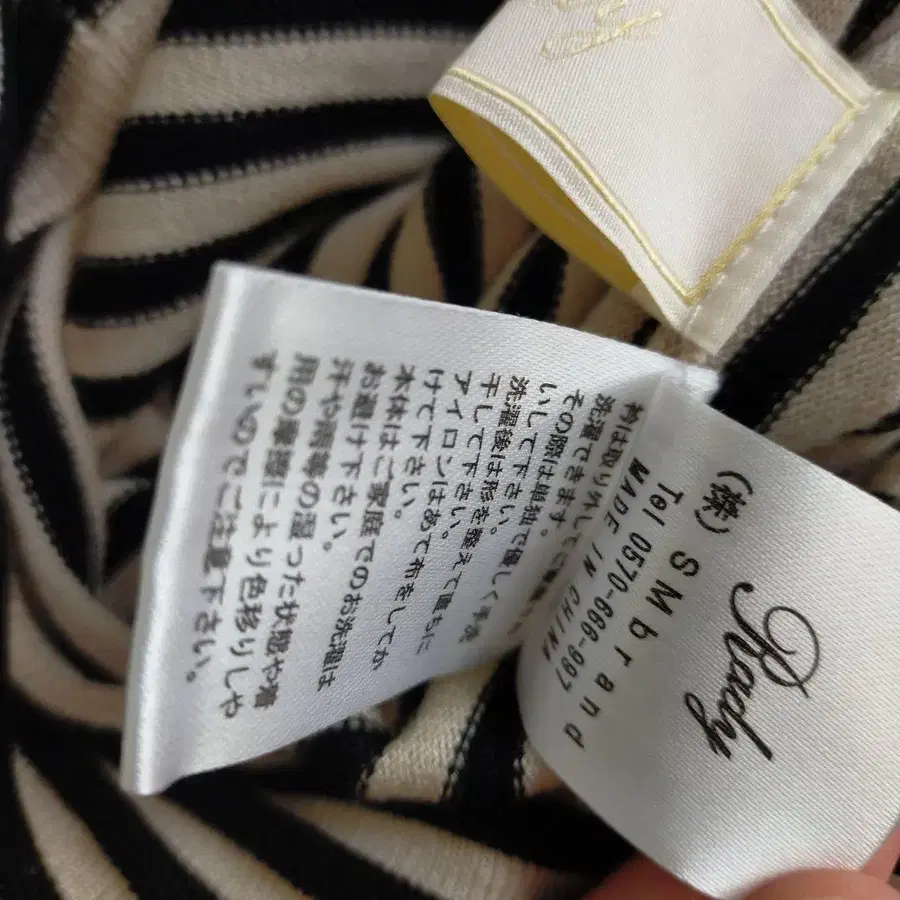 Rady
(株) SMbrand
Tel 0570-666-997
MADE IN CHINA
衿は取り外してご
洗濯できます。
その際は単独で優しく手洗
いして下さい。
洗濯後は形を整えて直ちに
干して下さい。
アイロンはあて布をしてか
けて下さい。
本体はご家庭でのお洗濯は
お避け下さい。
汗や雨等の湿った状態や着
用の摩擦により色移りしや
すいのでご注意下さい。